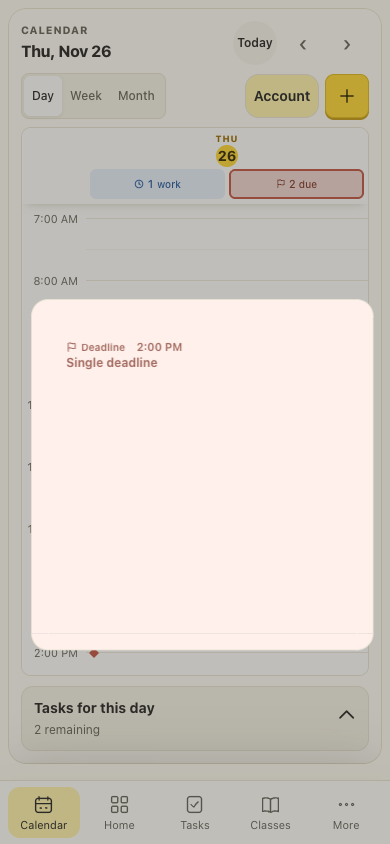 CALENDAR
Thu, Nov 26
Today
Day Week Month
Account
THU
26
1 work
2 due
7:00 AM
8:00 AM
Deadline 2:00 PM
Single deadline
2:00 PM
Tasks for this day
2 remaining
Calendar Home Tasks Classes More